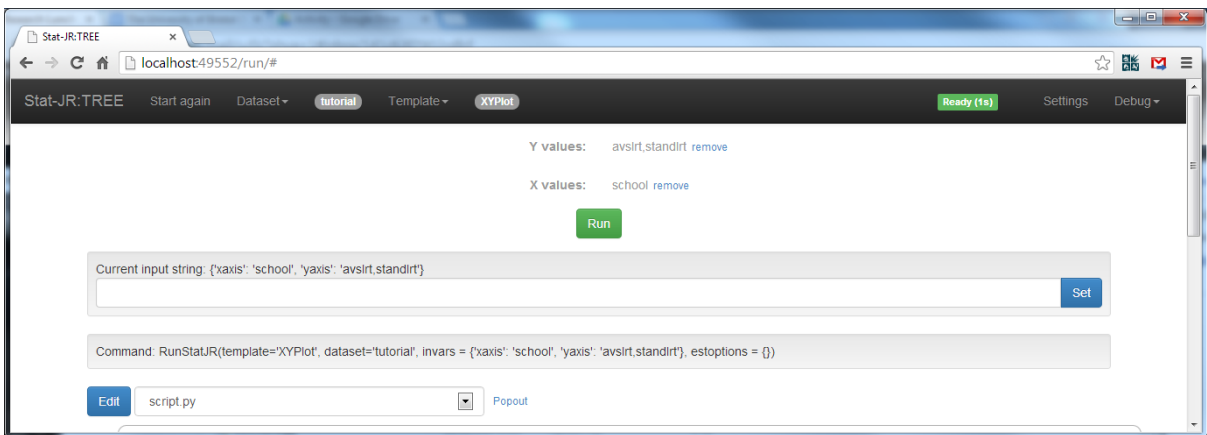 Stat-JR:TREE
localhost:49552/run/#
Stat-JR:TREE Start again Dataset tutorial Template XYPlot Ready (1s) Settings Debug
Y values: avslrt,standlrt remove
X values: school remove
Run
Current input string: {'xaxis': 'school', 'yaxis': 'avslrt,standlrt'}
Set
Command: RunStatJR(template='XYPlot', dataset='tutorial', invars = {'xaxis': 'school', 'yaxis': 'avslrt,standlrt'}, estoptions = {})
Edit script.py Popout